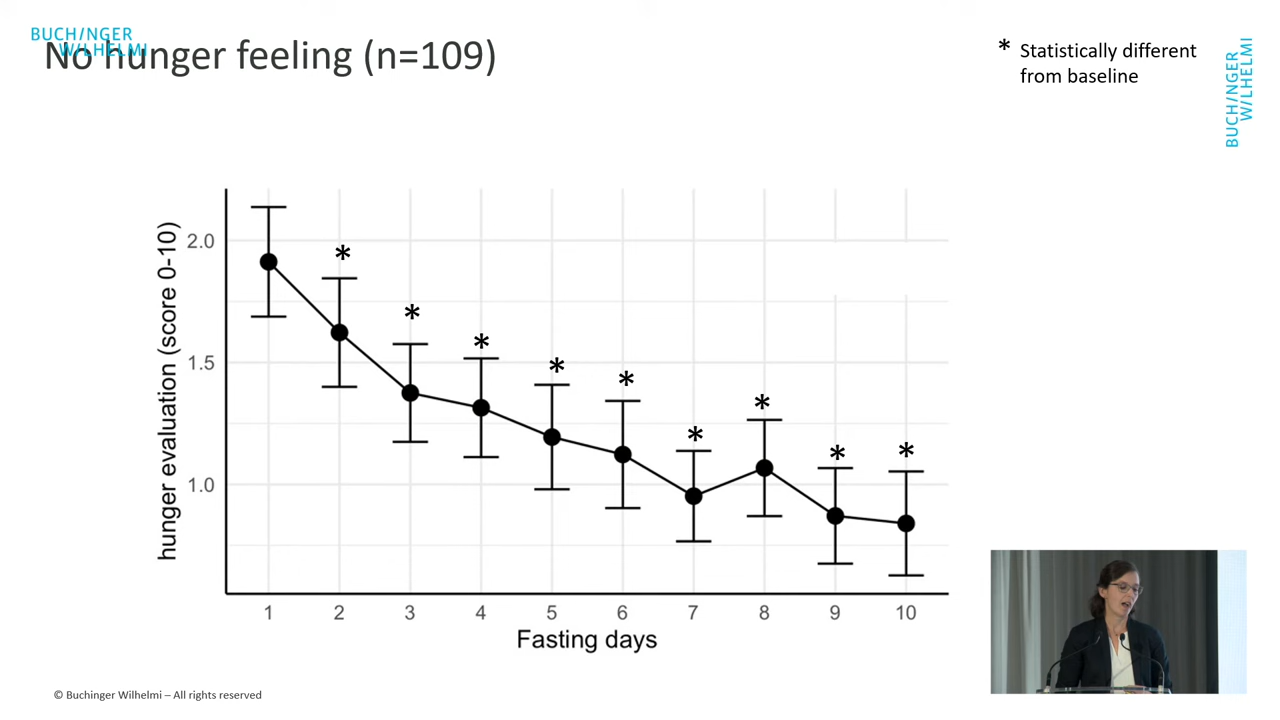 BUCHINGER
WILHELMI
No hunger feeling (n=109)
* Statistically different
from baseline
BUCHINGER
WILHELMI
hunger evaluation (score 0-10)
2.0
1.5
1.0
*
*
*
*
*
*
*
*
*
1 2 3 4 5 6 7 8 9 10
Fasting days
© Buchinger Wilhelmi – All rights reserved